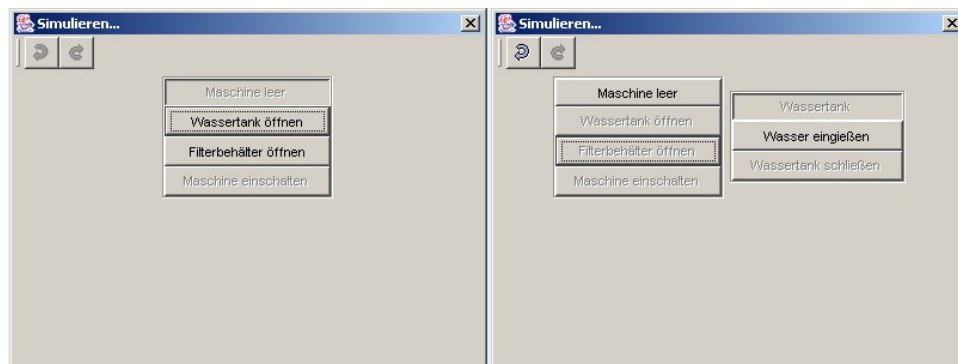 Simulieren...
Maschine leer
Wassertank öffnen
Filterbehälter öffnen
Maschine einschalten
Simulieren...
Maschine leer
Wassertank öffnen
Filterbehälter öffnen
Maschine einschalten
Wassertank
Wasser eingießen
Wassertank schließen